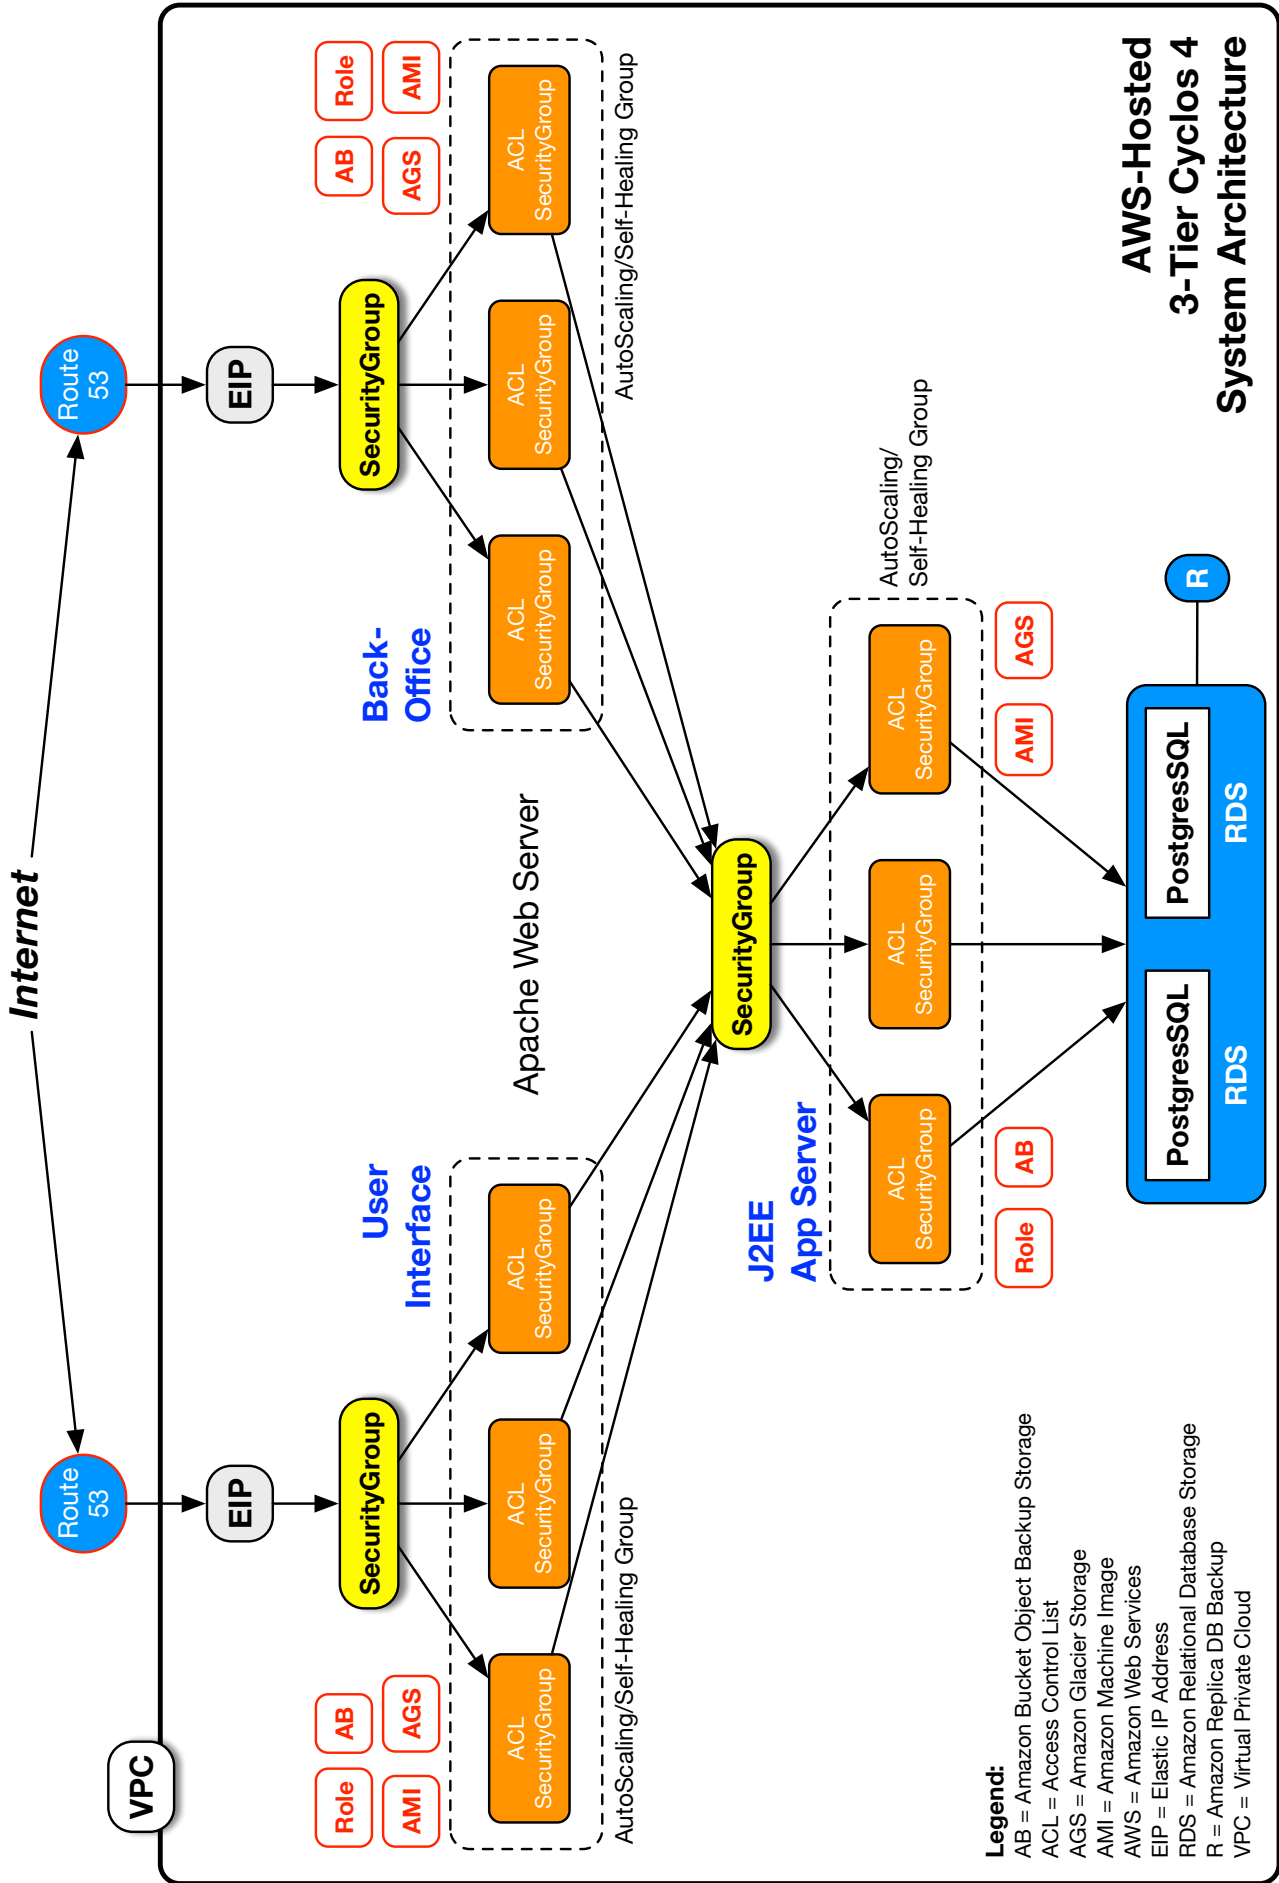 Internet
Route
53
Route
53
VPC
EIP
EIP
Role
AB
AMI
AGS
SecurityGroup
User
Interface
Back-
Office
SecurityGroup
AB
Role
AGS
AMI
ACL
SecurityGroup
ACL
SecurityGroup
ACL
SecurityGroup
Apache Web Server
ACL
SecurityGroup
ACL
SecurityGroup
ACL
SecurityGroup
AutoScaling/Self-Healing Group
AutoScaling/Self-Healing Group
SecurityGroup
J2EE
App Server
ACL
SecurityGroup
ACL
SecurityGroup
ACL
SecurityGroup
AutoScaling/
Self-Healing Group
Role
AB
AMI
AGS
PostgresSQL
RDS
PostgresSQL
RDS
R
Legend:
AB = Amazon Bucket Object Backup Storage
ACL = Access Control List
AGS = Amazon Glacier Storage
AMI = Amazon Machine Image
AWS = Amazon Web Services
EIP = Elastic IP Address
RDS = Amazon Relational Database Storage
R = Amazon Replica DB Backup
VPC = Virtual Private Cloud
AWS-Hosted
3-Tier Cyclos 4
System Architecture